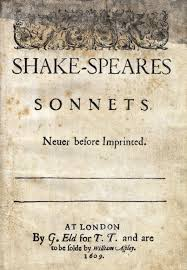 SHAKE-SPEARES
SONNETS.
Neuer before Imprinted.
AT LONDON
By G. Eld for T. T. and are
to be solde by William Aspley.
1609.